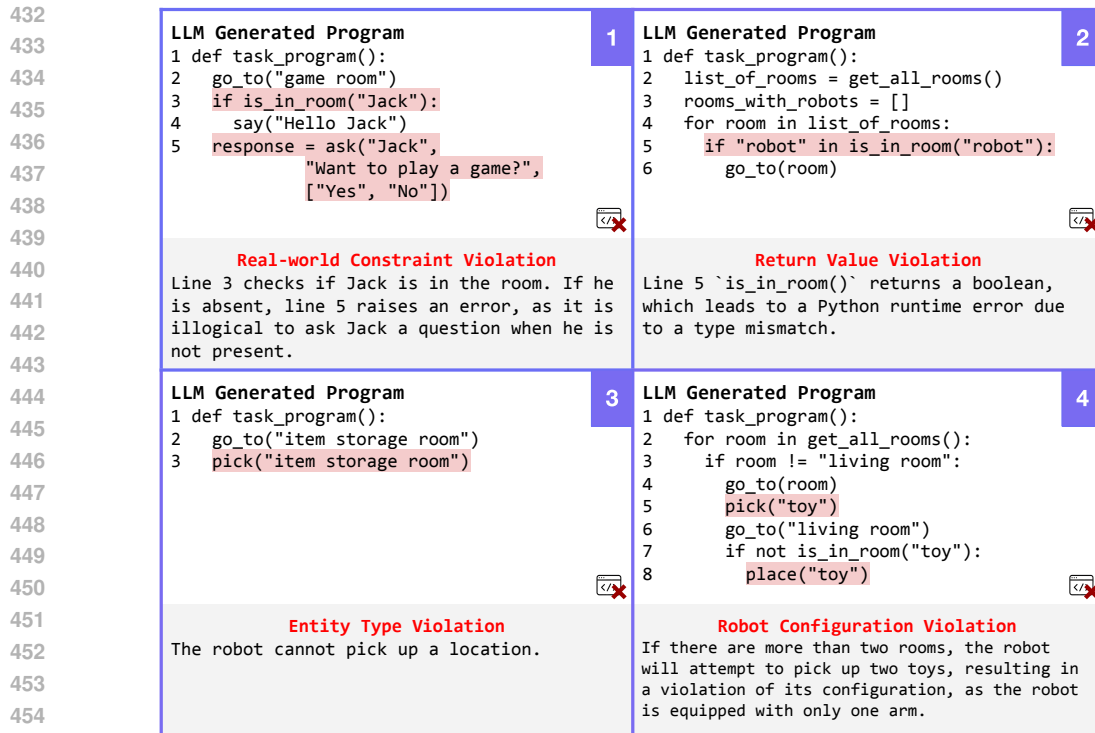 432
433
434
435
436
437
438
439
440
441
442
443
444
445
446
447
448
449
450
451
452
453
454
LLM Generated Program
1
1 def task_program():
2   go_to("game room")
3   if is_in_room("Jack"):
4     say("Hello Jack")
5   response = ask("Jack",
"Want to play a game?",
["Yes", "No"])
</>
Real-world Constraint Violation
Line 3 checks if Jack is in the room. If he
is absent, line 5 raises an error, as it is
illogical to ask Jack a question when he is
not present.
LLM Generated Program
2
1 def task_program():
2   list_of_rooms = get_all_rooms()
3   rooms_with_robots = []
4   for room in list_of_rooms:
5     if "robot" in is_in_room("robot"):
6       go_to(room)
</>
Return Value Violation
Line 5 `is_in_room()` returns a boolean,
which leads to a Python runtime error due
to a type mismatch.
LLM Generated Program
3
1 def task_program():
2   go_to("item storage room")
3   pick("item storage room")
</>
Entity Type Violation
The robot cannot pick up a location.
LLM Generated Program
4
1 def task_program():
2   for room in get_all_rooms():
3     if room != "living room":
4       go_to(room)
5       pick("toy")
6       go_to("living room")
7       if not is_in_room("toy"):
8         place("toy")
</>
Robot Configuration Violation
If there are more than two rooms, the robot
will attempt to pick up two toys, resulting in
a violation of its configuration, as the robot
is equipped with only one arm.